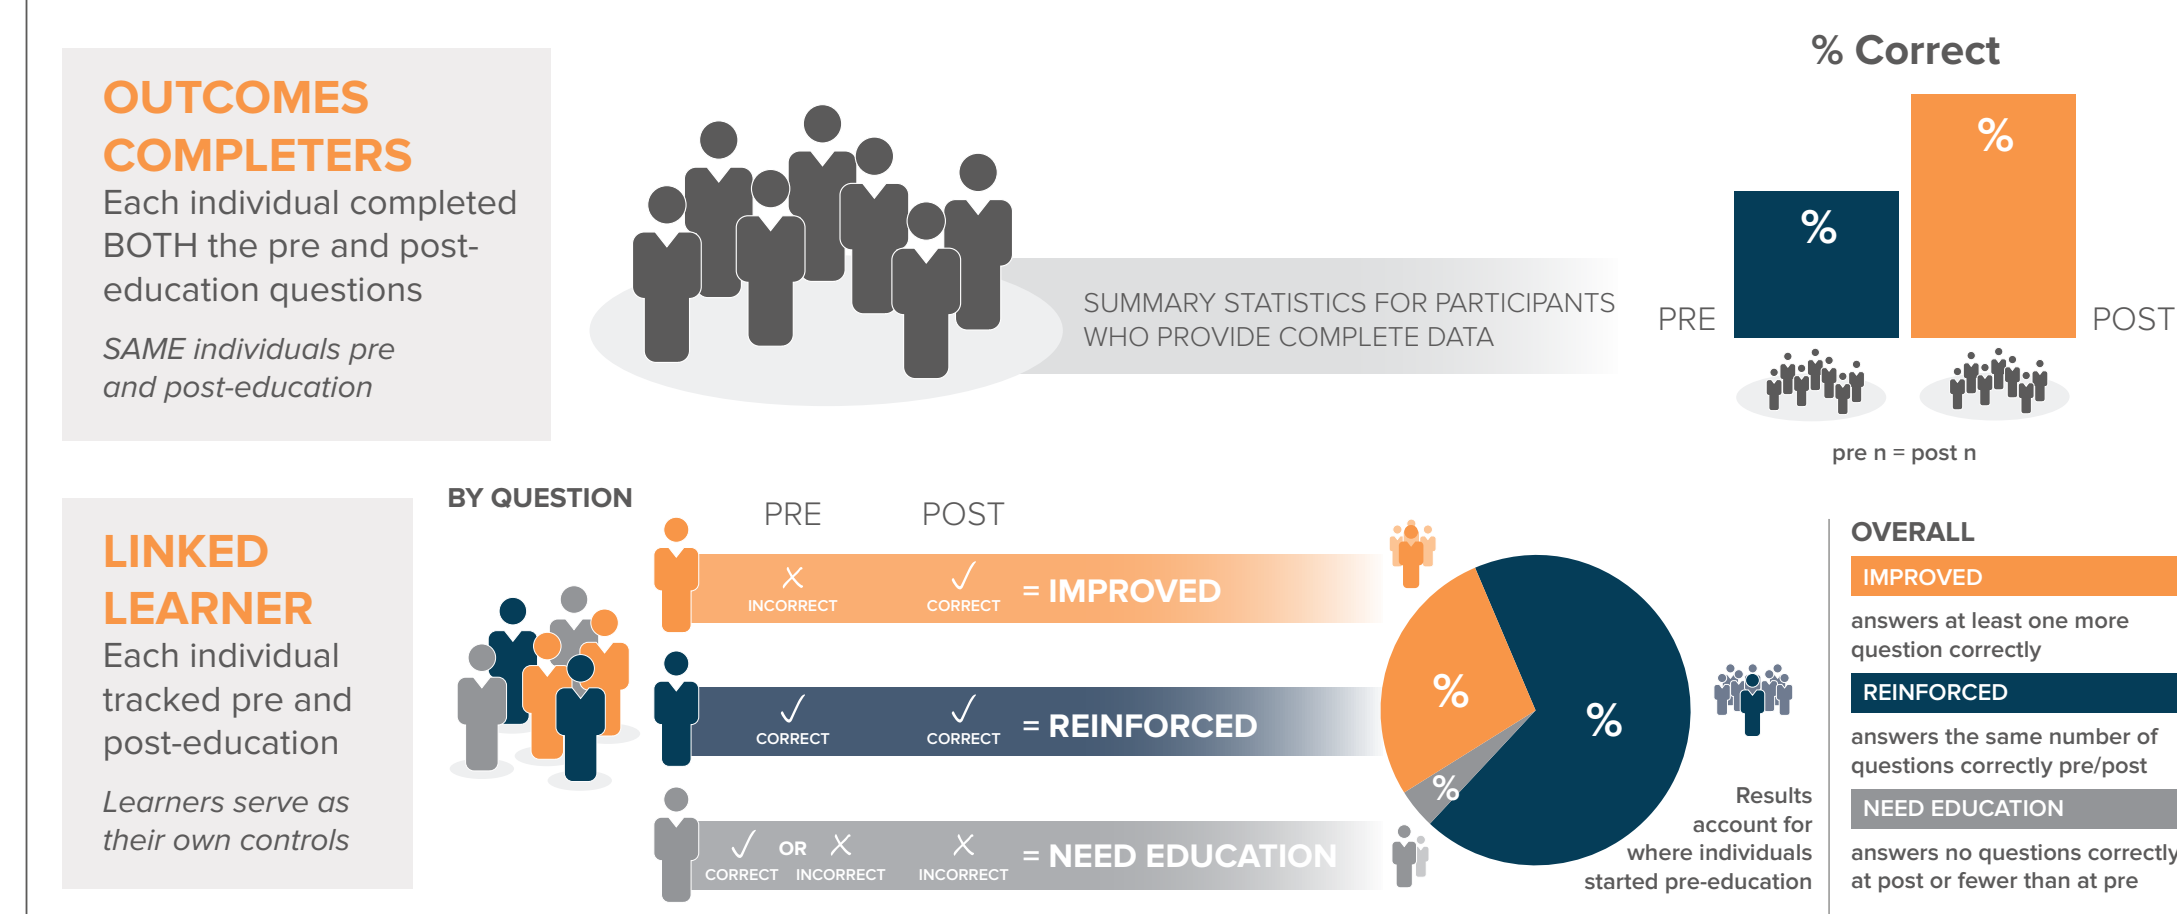 OUTCOMES
COMPLETERS
Each individual completed
BOTH the pre and post-
education questions
SAME individuals pre
and post-education
SUMMARY STATISTICS FOR PARTICIPANTS
WHO PROVIDE COMPLETE DATA
% Correct
%
%
PRE
POST
pre n = post n
LINKED
LEARNER
Each individual
tracked pre and
post-education
Learners serve as
their own controls
BY QUESTION
PRE POST
✗ ✓ = IMPROVED
INCORRECT CORRECT
✓ ✓ = REINFORCED
CORRECT CORRECT
✓ OR ✗ ✗ = NEED EDUCATION
CORRECT INCORRECT INCORRECT
%
%
%
Results
account for
where individuals
started pre-education
OVERALL
IMPROVED
answers at least one more
question correctly
REINFORCED
answers the same number of
questions correctly pre/post
NEED EDUCATION
answers no questions correctly
at post or fewer than at pre